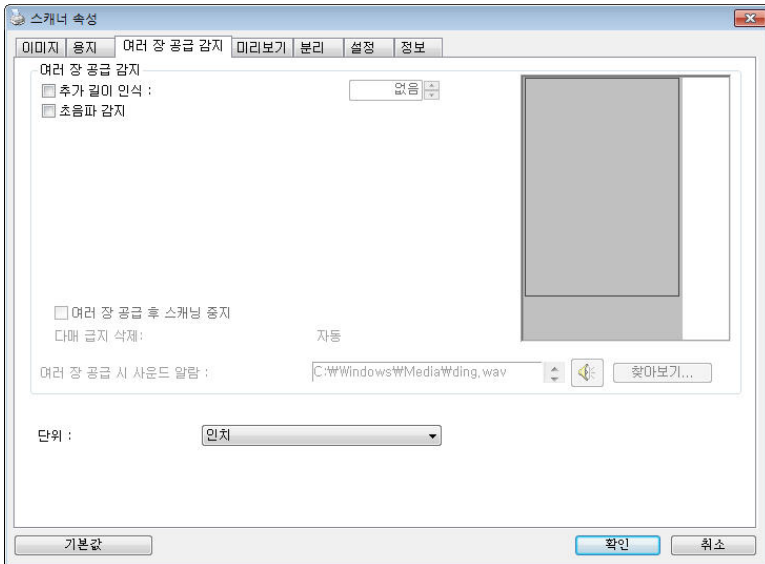 스캐너 속성
이미지 용지 여러 장 공급 감지 미리보기 분리 설정 정보
여러 장 공급 감지
추가 길이 인식 : 없음
초음파 감지
여러 장 공급 후 스캐닝 중지
다매 급지 삭제: 자동
여러 장 공급 시 사운드 알람 : C:₩Windows₩Media₩ding.wav 찾아보기...
단위 : 인치
기본값 확인 취소